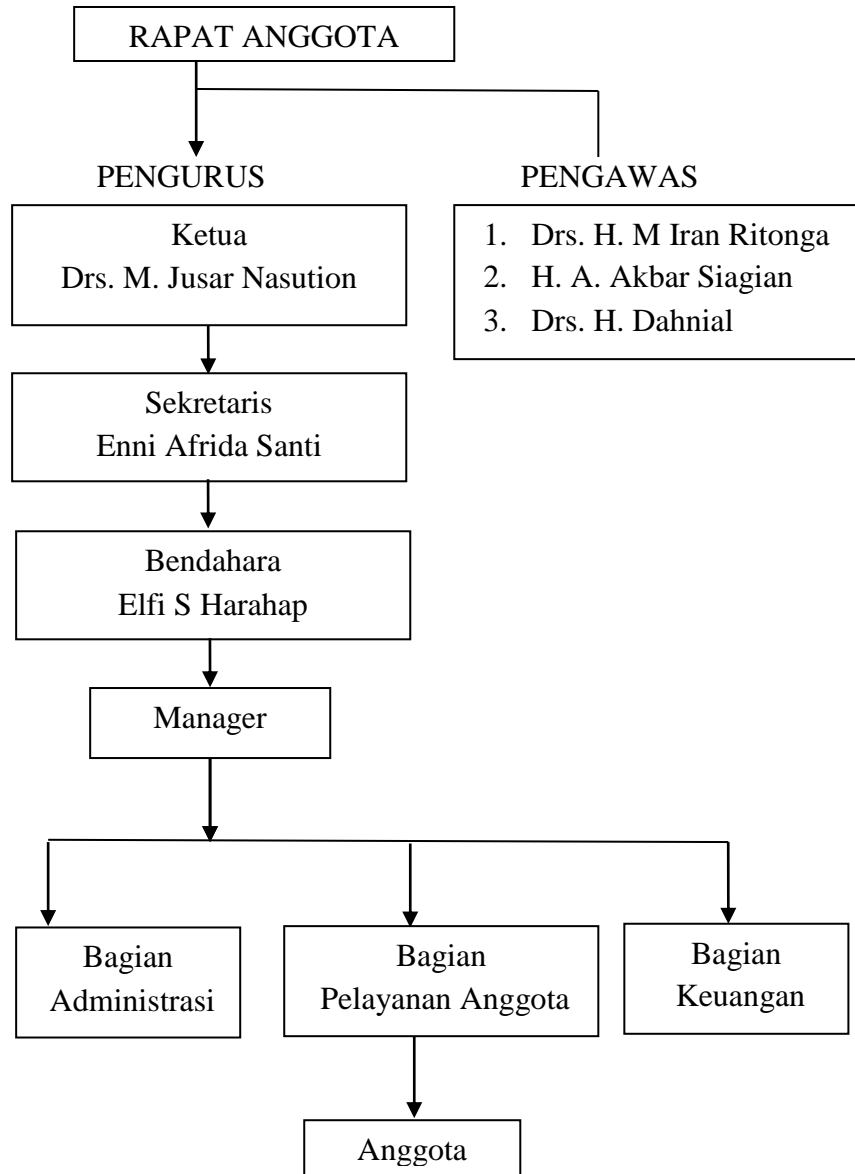 RAPAT ANGGOTA
PENGURUS
Ketua
Drs. M. Jusar Nasution
Sekretaris
Enni Afrida Santi
Bendahara
Elfi S Harahap
PENGAWAS
1. Drs. H. M Iran Ritonga
2. H. A. Akbar Siagian
3. Drs. H. Dahnial
Manager
Bagian
Administrasi
Bagian
Pelayanan Anggota
Bagian
Keuangan
Anggota